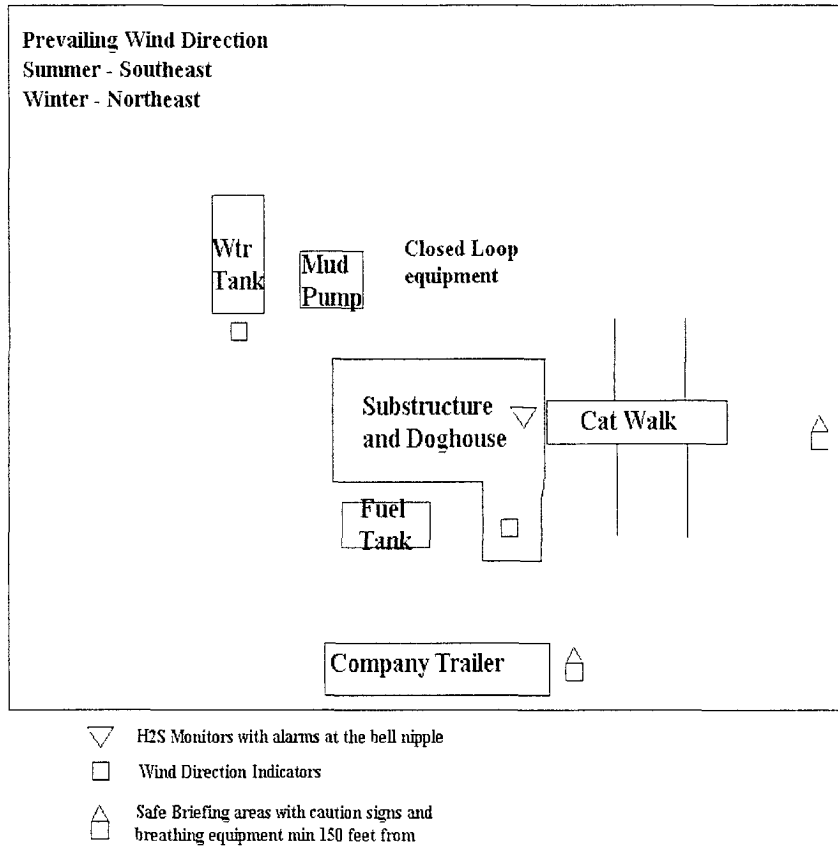 Prevailing Wind Direction
Summer - Southeast
Winter - Northeast
Wtr
Tank
Mud
Pump
Closed Loop
equipment
Substructure
and Doghouse
Cat Walk
Fuel
Tank
Company Trailer
H2S Monitors with alarms at the bell nipple
Wind Direction Indicators
Safe Briefing areas with caution signs and
breathing equipment min 150 feet from